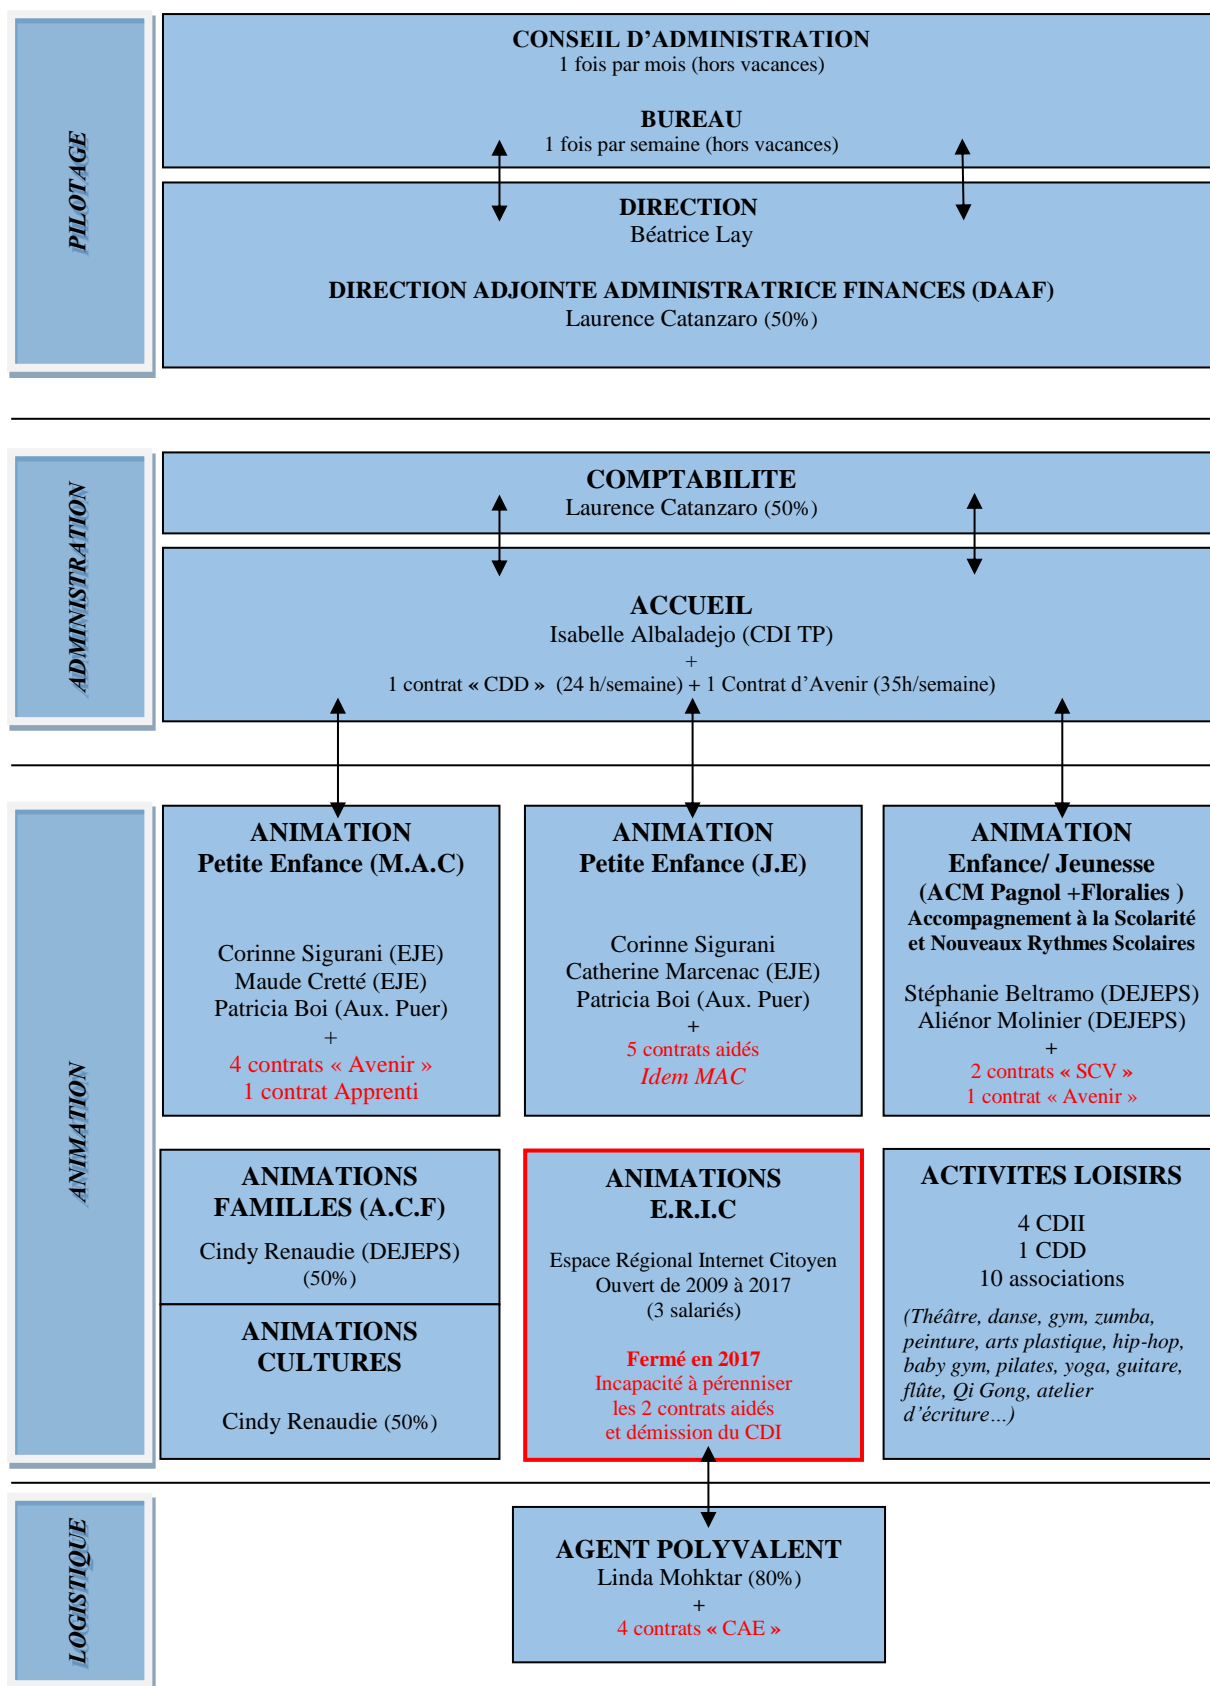 PILOTAGE
CONSEIL D'ADMINISTRATION
1 fois par mois (hors vacances)
BUREAU
1 fois par semaine (hors vacances)
DIRECTION
Béatrice Lay
DIRECTION ADJOINTE ADMINISTRATRICE FINANCES (DAAF)
Laurence Catanzaro (50%)
ADMINISTRATION
COMPTABILITE
Laurence Catanzaro (50%)
ACCUEIL
Isabelle Albaladejo (CDI TP)
+
1 contrat « CDD » (24 h/semaine) + 1 Contrat d'Avenir (35h/semaine)
ANIMATION
ANIMATION
Petite Enfance (M.A.C)
Corinne Sigurani (EJE)
Maude Cretté (EJE)
Patricia Boi (Aux. Puer)
+
4 contrats « Avenir »
1 contrat Apprenti
ANIMATION
Petite Enfance (J.E)
Corinne Sigurani
Catherine Marcenac (EJE)
Patricia Boi (Aux. Puer)
+
5 contrats aidés
Idem MAC
ANIMATION
Enfance/ Jeunesse
(ACM Pagnol +Floralies )
Accompagnement à la Scolarité
et Nouveaux Rythmes Scolaires
Stéphanie Beltramo (DEJEPS)
Aliénor Molinier (DEJEPS)
+
2 contrats « SCV »
1 contrat « Avenir »
ANIMATIONS
FAMILLES (A.C.F)
Cindy Renaudie (DEJEPS)
(50%)
ANIMATIONS
CULTURES
Cindy Renaudie (50%)
ANIMATIONS
E.R.I.C
Espace Régional Internet Citoyen
Ouvert de 2009 à 2017
(3 salariés)
Fermé en 2017
Incapacité à pérenniser
les 2 contrats aidés
et démission du CDI
ACTIVITES LOISIRS
4 CDII
1 CDD
10 associations
(Théâtre, danse, gym, zumba,
peinture, arts plastique, hip-hop,
baby gym, pilates, yoga, guitare,
flûte, Qi Gong, atelier
d'écriture…)
LOGISTIQUE
AGENT POLYVALENT
Linda Mohktar (80%)
+
4 contrats « CAE »